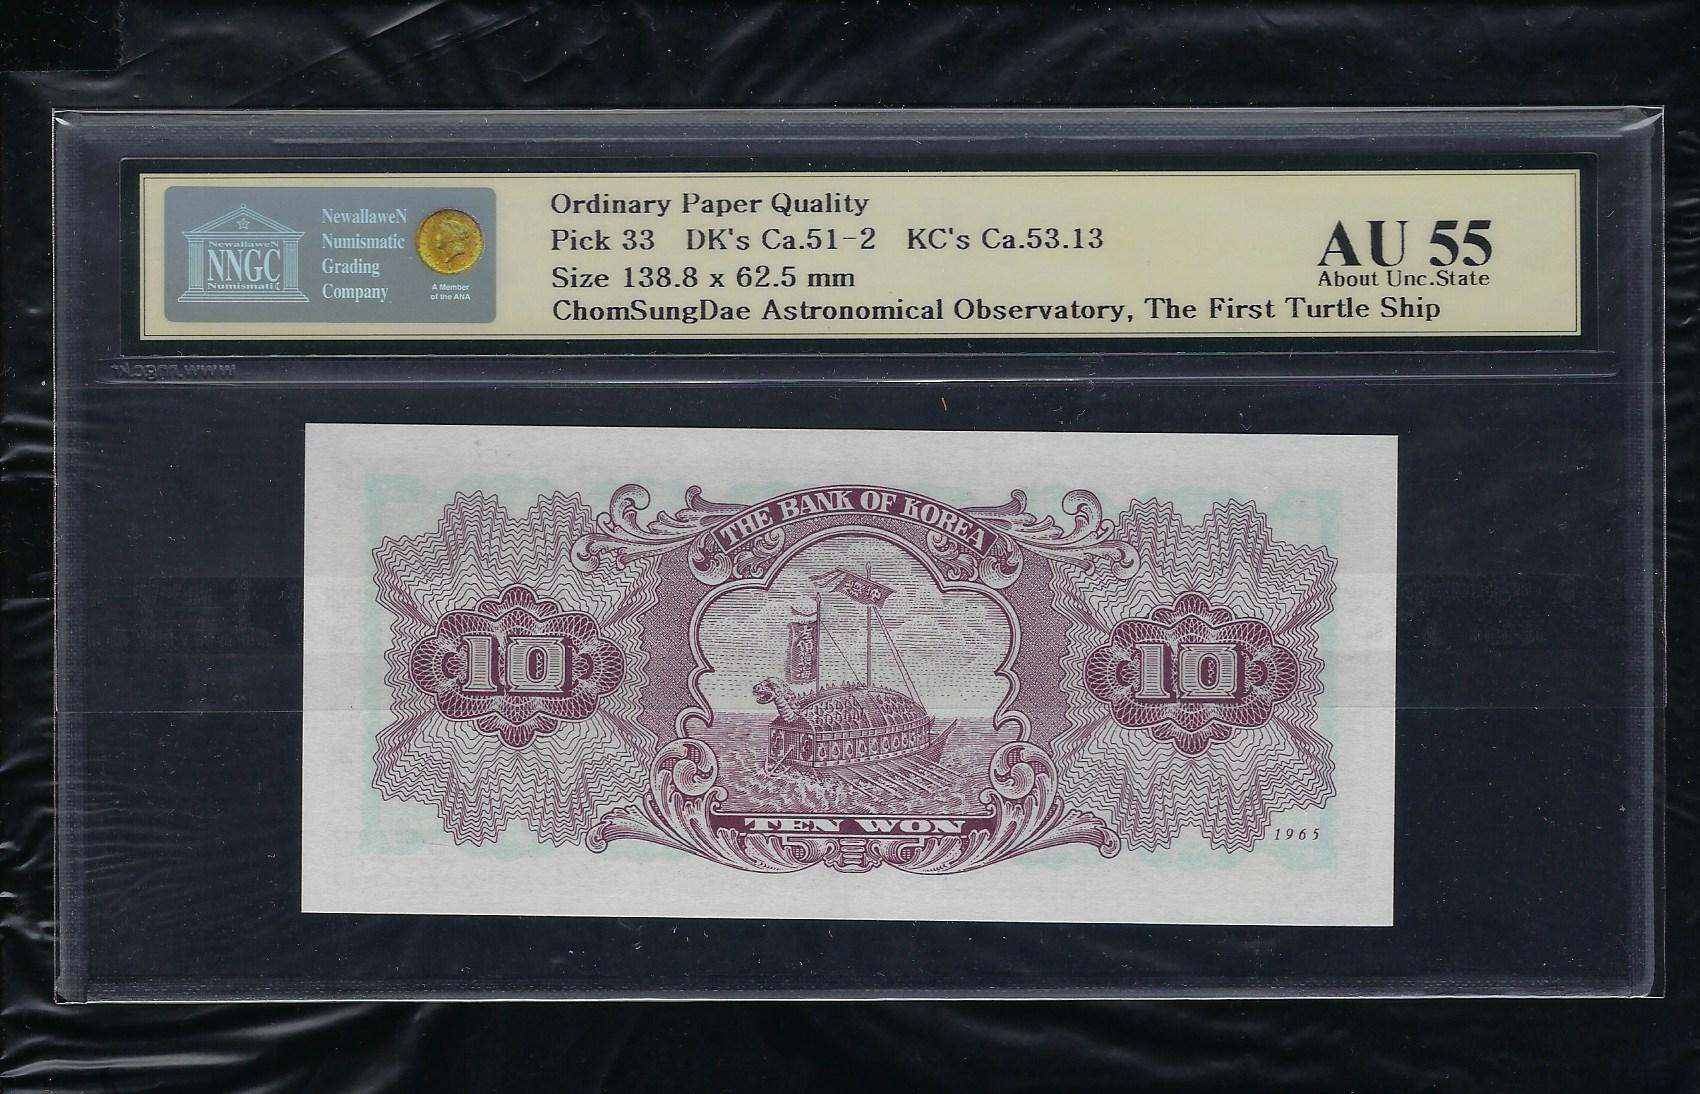 NewallaweN
NNGC
Numismatic
NewallaweN
Numismatic
Grading
Company
A Member
of the ANA
Ordinary Paper Quality
Pick 33 DK's Ca.51-2 KC's Ca.53.13
Size 138.8 x 62.5 mm
ChomSungDae Astronomical Observatory, The First Turtle Ship
AU 55
About Unc.State
THE BANK OF KOREA
10
10
TEN WON
1965